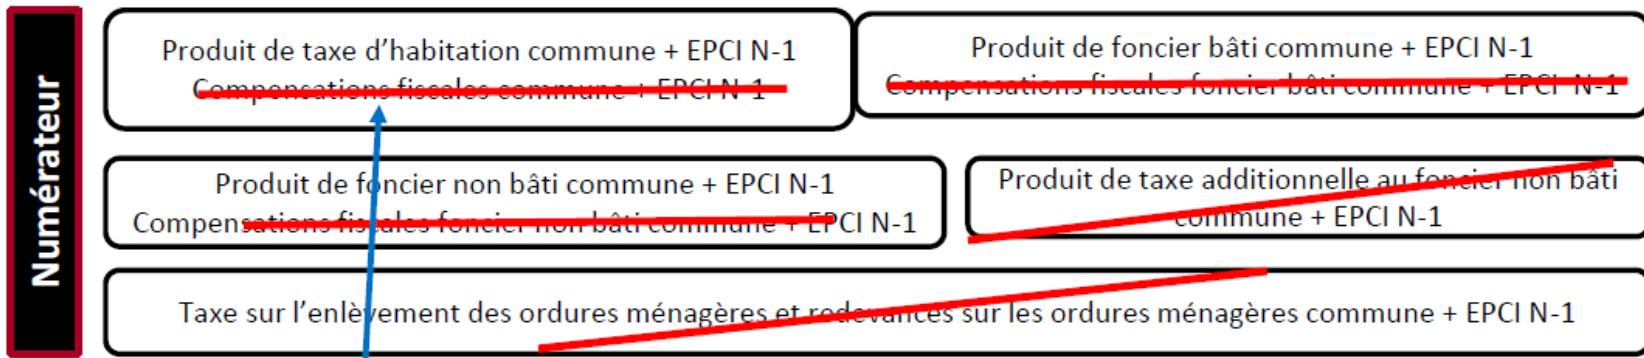 Numérateur
Produit de taxe d'habitation commune + EPCI N-1
Compensations fiscales commune + EPCI N-1
Produit de foncier bâti commune + EPCI N-1
Compensations fiscales foncier bâti commune + EPCI N-1
Produit de foncier non bâti commune + EPCI N-1
Compensations fiscales foncier non bâti commune + EPCI N-1
Produit de taxe additionnelle au foncier non bâti
commune + EPCI N-1
Taxe sur l'enlèvement des ordures ménagères et redevances sur les ordures ménagères commune + EPCI N-1